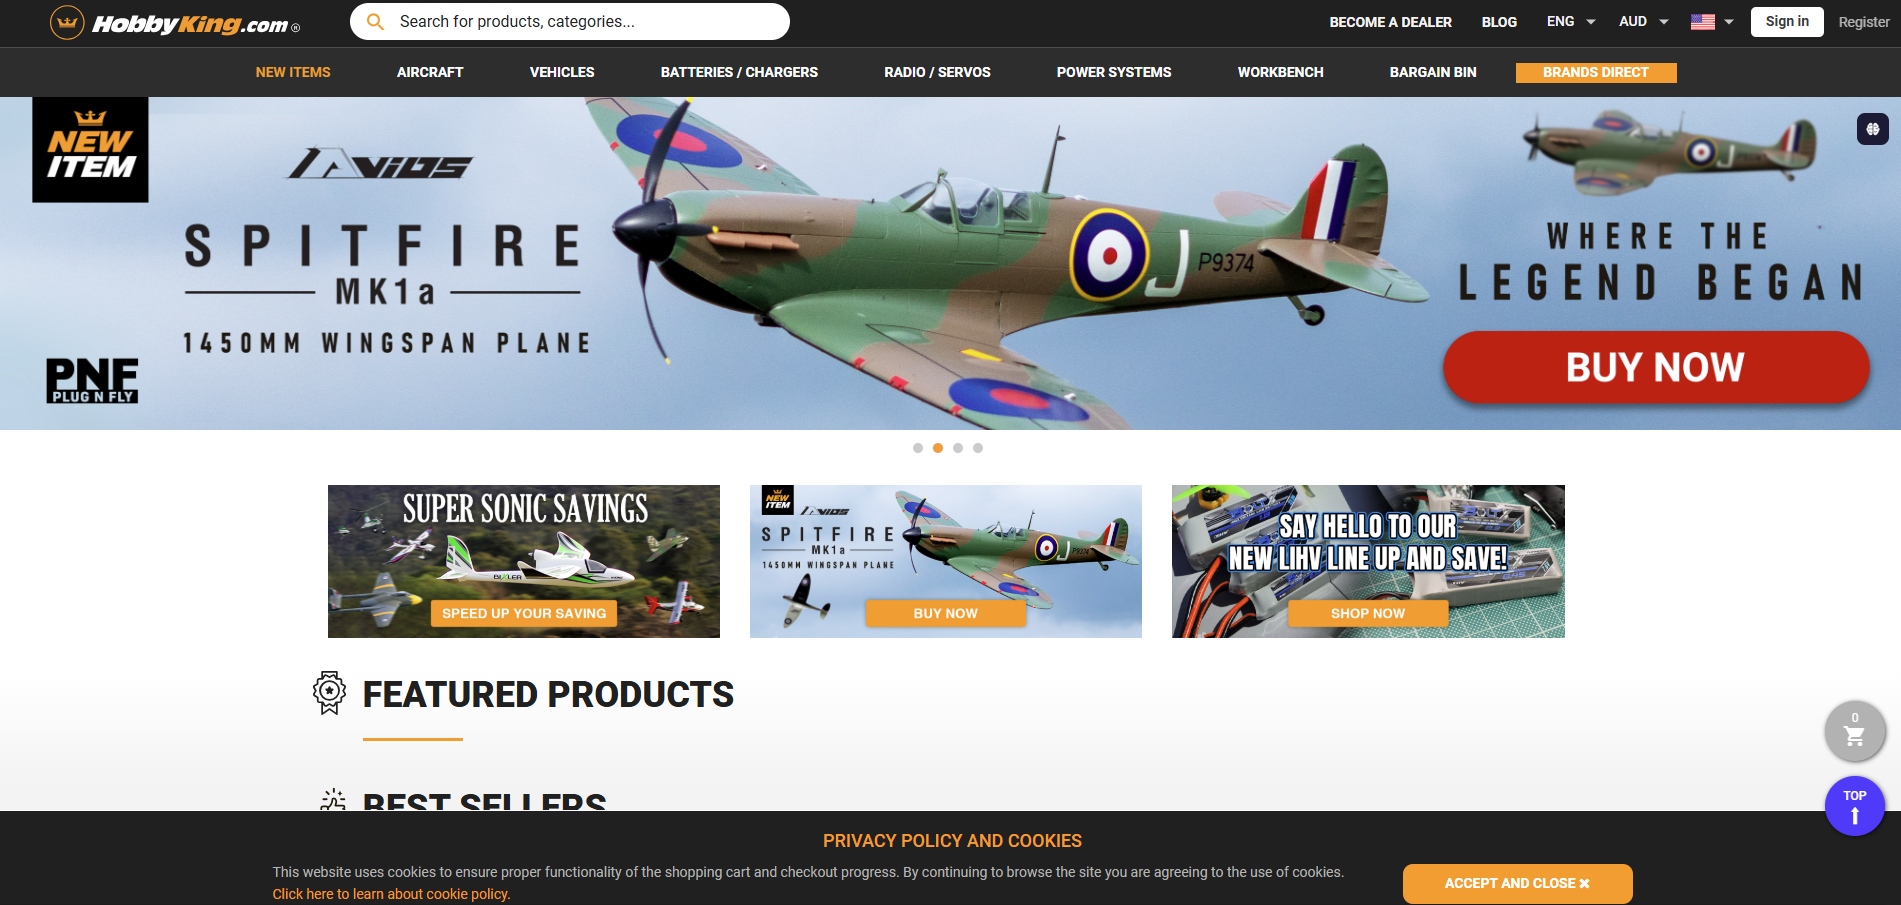 HobbyKing.com®
Search for products, categories...
BECOME A DEALER
BLOG
ENG
AUD
Sign in
Register
NEW ITEMS
AIRCRAFT
VEHICLES
BATTERIES / CHARGERS
RADIO / SERVOS
POWER SYSTEMS
WORKBENCH
BARGAIN BIN
BRANDS DIRECT
NEW
ITEM
AVIOS
SPITFIRE
MK1a
1450MM WINGSPAN PLANE
PNF
PLUG N FLY
J P9374
WHERE THE
LEGEND BEGAN
BUY NOW
SUPER SONIC SAVINGS
BIXLER
SPEED UP YOUR SAVING
NEW
ITEM
AVIOS
SPITFIRE
MK1a
1450MM WINGSPAN PLANE
J P9374
BUY NOW
SAY HELLO TO OUR
NEW LIHV LINE UP AND SAVE!
SHOP NOW
FEATURED PRODUCTS
BEST SELLERS
0
TOP
PRIVACY POLICY AND COOKIES
This website uses cookies to ensure proper functionality of the shopping cart and checkout progress. By continuing to browse the site you are agreeing to the use of cookies.
Click here to learn about cookie policy.
ACCEPT AND CLOSE ✖